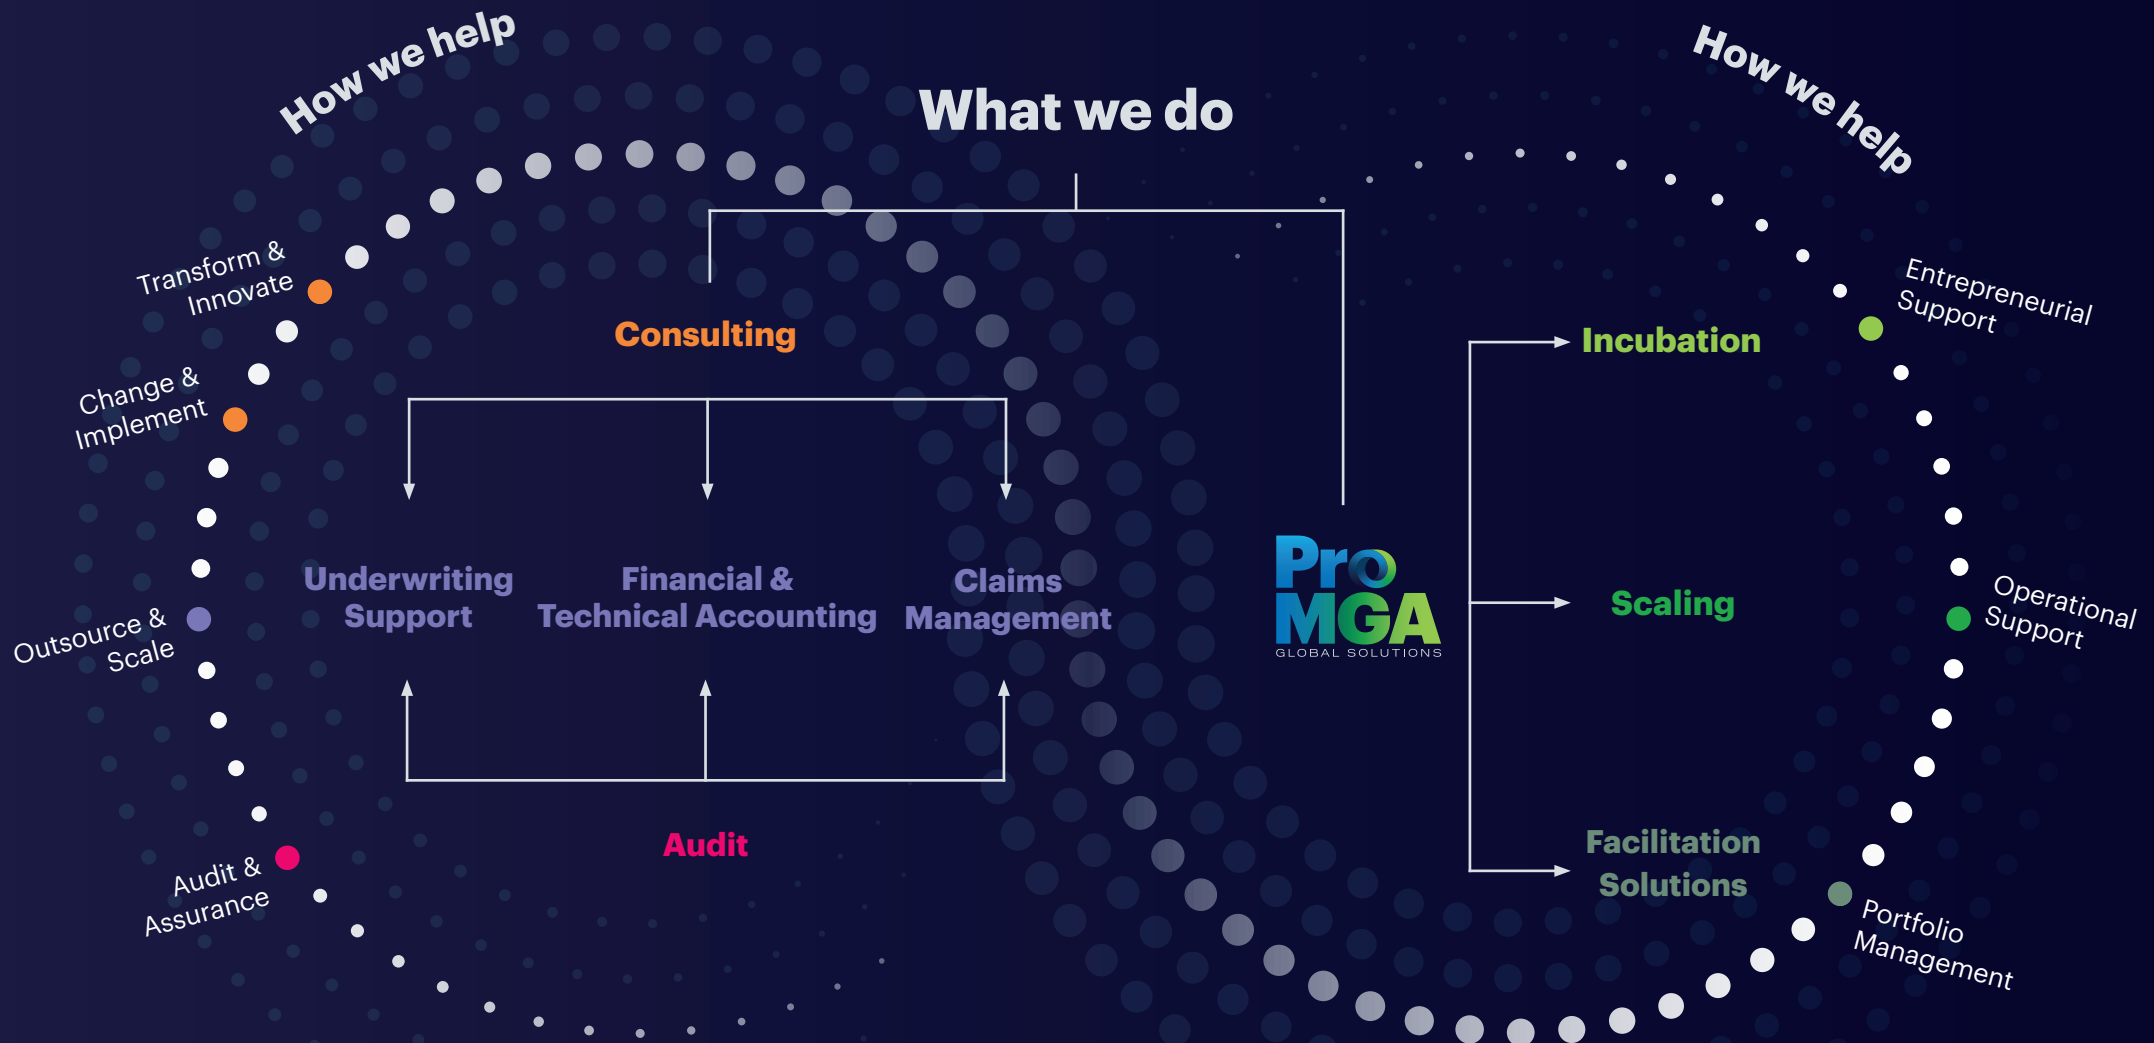 How we help
How we help
What we do
Transform &
Innovate
Change &
Implement
Outsource &
Scale
Audit &
Assurance
Consulting
Underwriting
Support
Financial &
Technical Accounting
Claims
Management
Audit
Pro
MGA
GLOBAL SOLUTIONS
Incubation
Scaling
Facilitation
Solutions
Entrepreneurial
Support
Operational
Support
Portfolio
Management